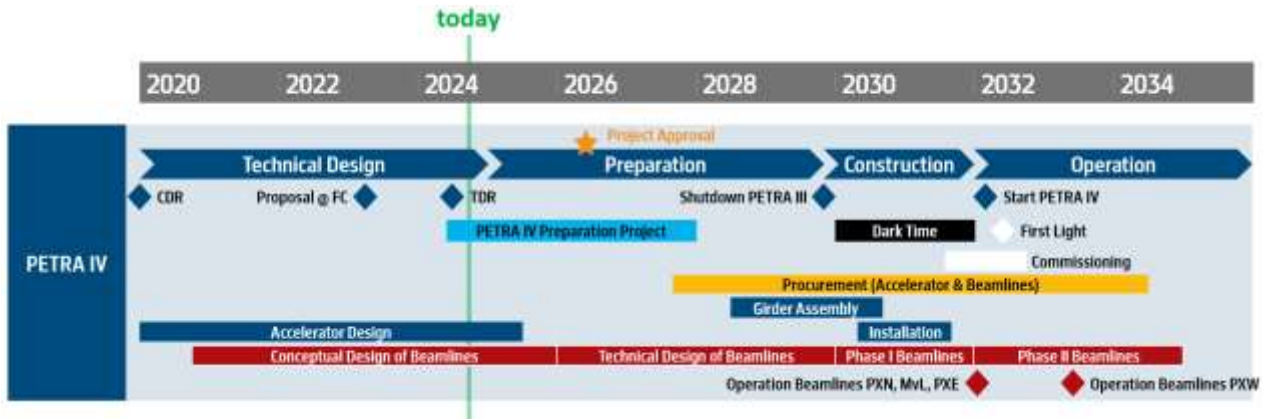 today
2020 2022 2024 2026 2028 2030 2032 2034
Project Approval
Technical Design Preparation Construction Operation
CDR Proposal @ FC TDR Shutdown PETRA III Start PETRA IV
PETRA IV Preparation Project Dark Time First Light
PETRA IV
Commissioning
Procurement (Accelerator & Beamlines)
Girder Assembly
Accelerator Design Installation
Conceptual Design of Beamlines Technical Design of Beamlines Phase I Beamlines Phase II Beamlines
Operation Beamlines PXN, MvL, PXE Operation Beamlines PXW